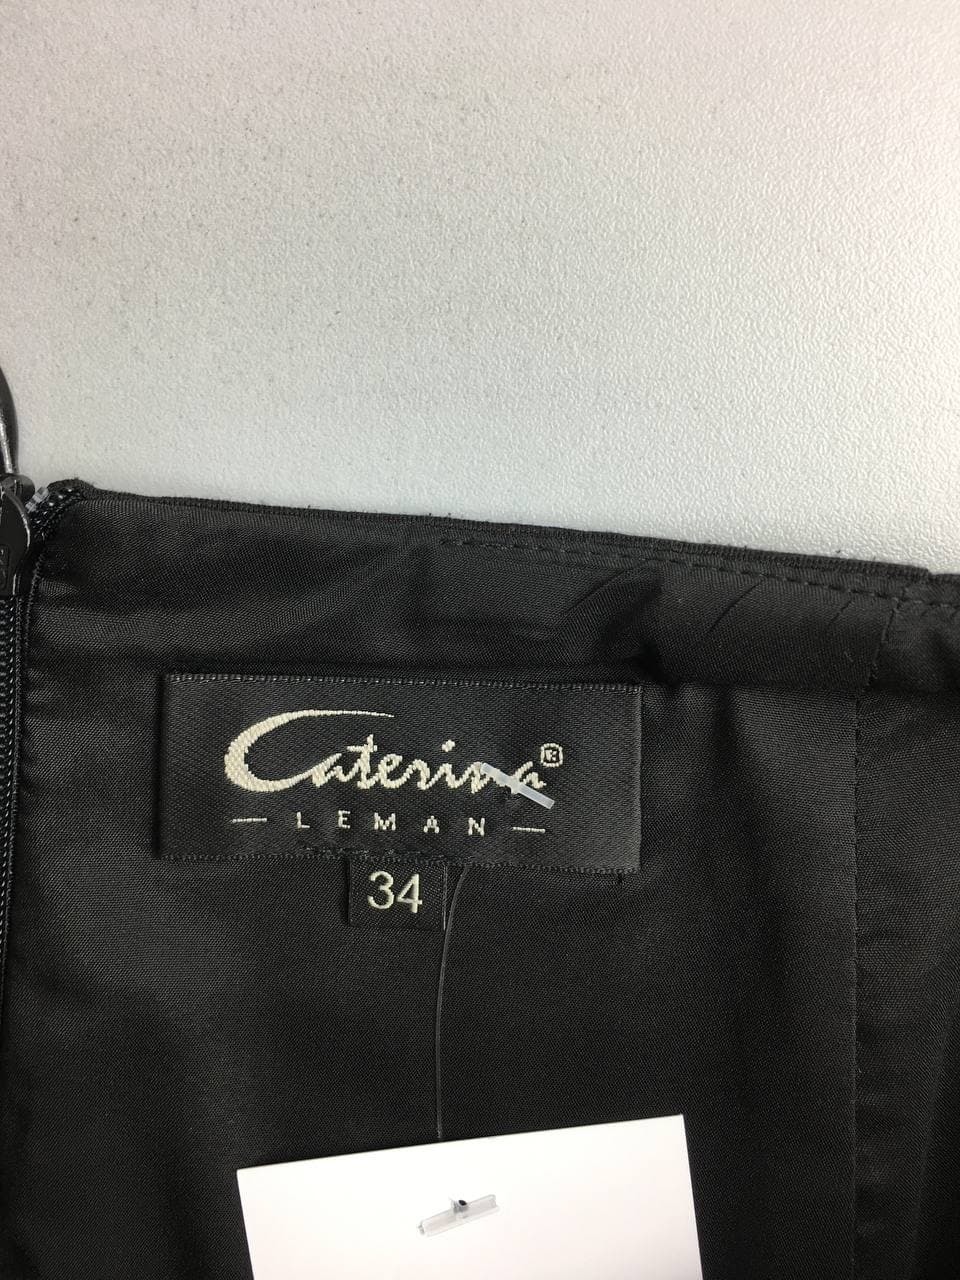 Caterina®
— LEMAN —
34